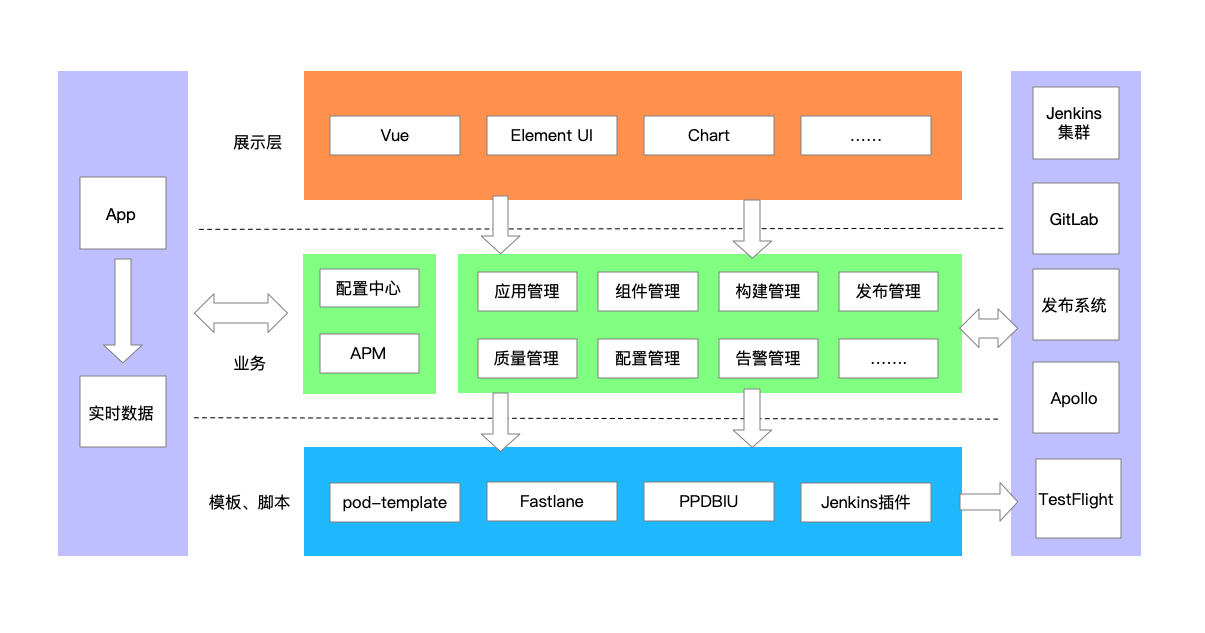 App
实时数据
展示层
Vue
Element UI
Chart
......
业务
配置中心
APM
应用管理
组件管理
构建管理
发布管理
质量管理
配置管理
告警管理
.......
模板、脚本
pod-template
Fastlane
PPDBIU
Jenkins插件
Jenkins
集群
GitLab
发布系统
Apollo
TestFlight